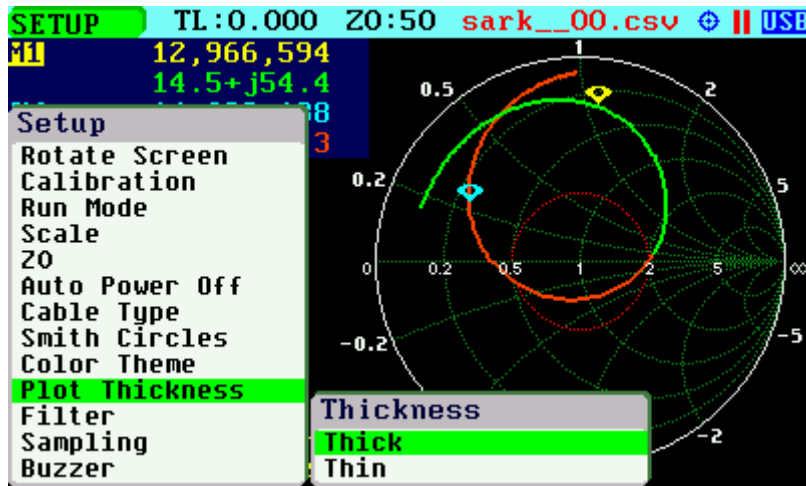 SETUP TL:0.000 Z0:50 sark__00.csv USB
M1 12,966,594
14.5+j54.4
Setup
Rotate Screen
Calibration
Run Mode
Scale
Z0
Auto Power Off
Cable Type
Smith Circles
Color Theme
Plot Thickness
Filter
Sampling
Buzzer
Thickness
Thick
Thin
1
0.5
2
0.2
5
0 0.2 0.5 1 2 5 ∞
-0.2
-5
-2